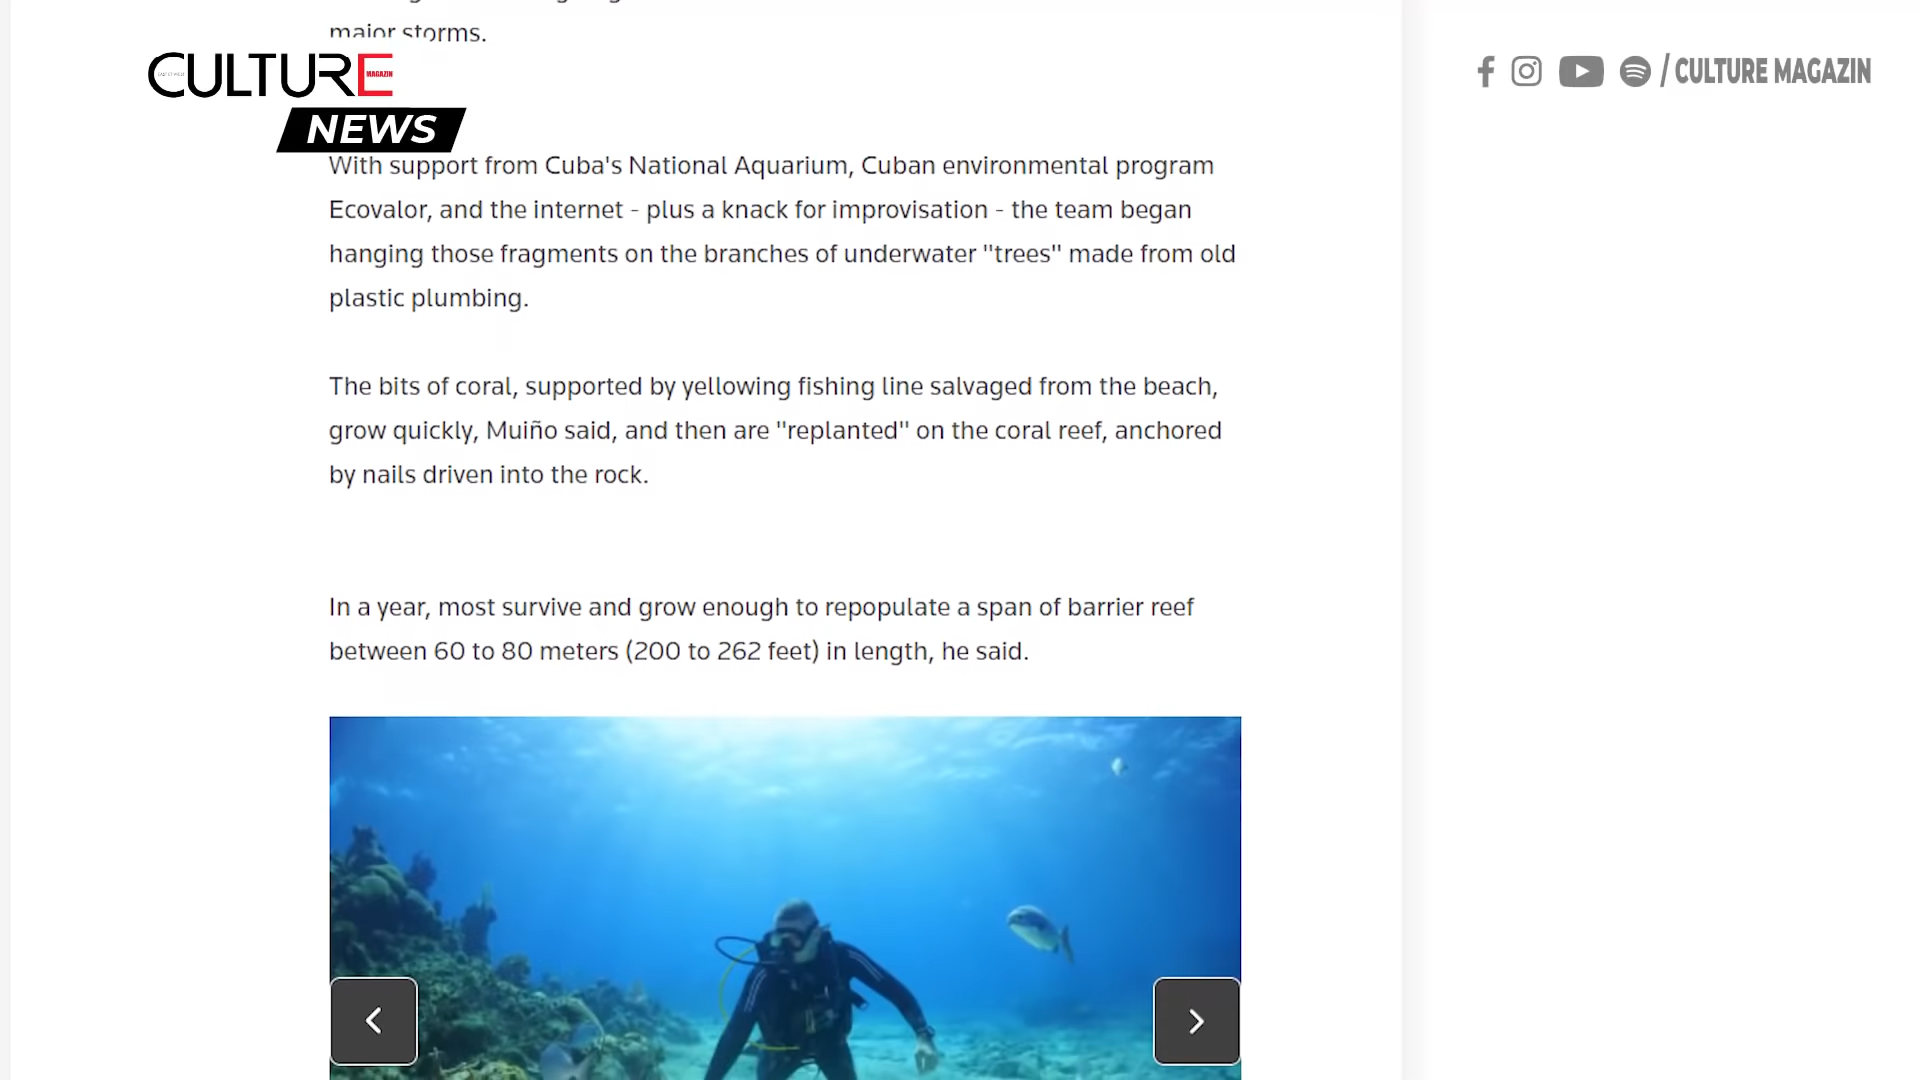 major storms.
CULTURE
MAGAZIN
NEWS
/ CULTURE MAGAZIN
With support from Cuba's National Aquarium, Cuban environmental program
Ecovalor, and the internet - plus a knack for improvisation - the team began
hanging those fragments on the branches of underwater "trees" made from old
plastic plumbing.
The bits of coral, supported by yellowing fishing line salvaged from the beach,
grow quickly, Muiño said, and then are "replanted" on the coral reef, anchored
by nails driven into the rock.
In a year, most survive and grow enough to repopulate a span of barrier reef
between 60 to 80 meters (200 to 262 feet) in length, he said.